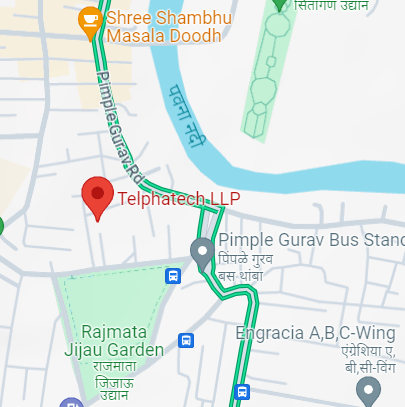 सितांगण उद्यान
Shree Shambhu
Masala Doodh
पवना नदी
Pimple Gurav Rd
Telphatech LLP
Pimple Gurav Bus Stand
पिंपळे गुरव
बस थांबा
Rajmata
Jijau Garden
राजमाता
जिजाऊ
उद्यान
Engracia A,B,C-Wing
एंग्रेशिया ए,
बी,सी-विंग